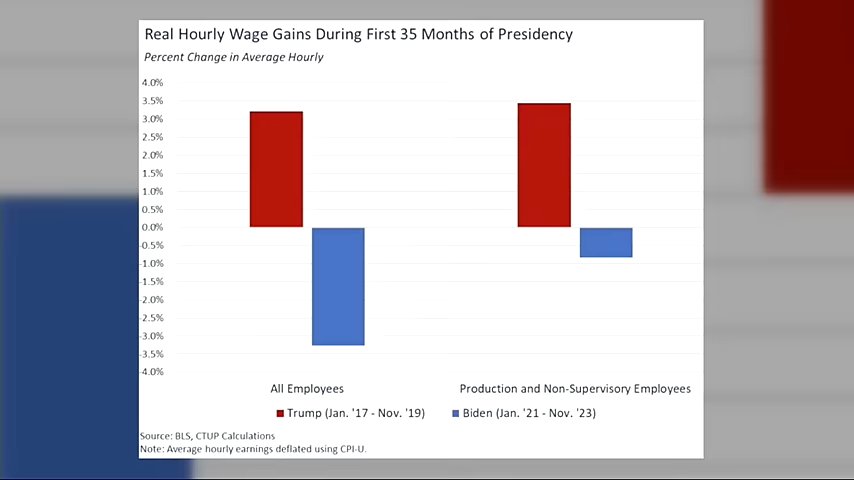 Real Hourly Wage Gains During First 35 Months of Presidency
Percent Change in Average Hourly
4.0%
3.5%
3.0%
2.5%
2.0%
1.5%
1.0%
0.5%
0.0%
-0.5%
-1.0%
-1.5%
-2.0%
-2.5%
-3.0%
-3.5%
-4.0%
All Employees Production and Non-Supervisory Employees
Trump (Jan. '17 - Nov. '19) Biden (Jan. '21 - Nov. '23)
Source: BLS, CTUP Calculations
Note: Average hourly earnings deflated using CPI-U.